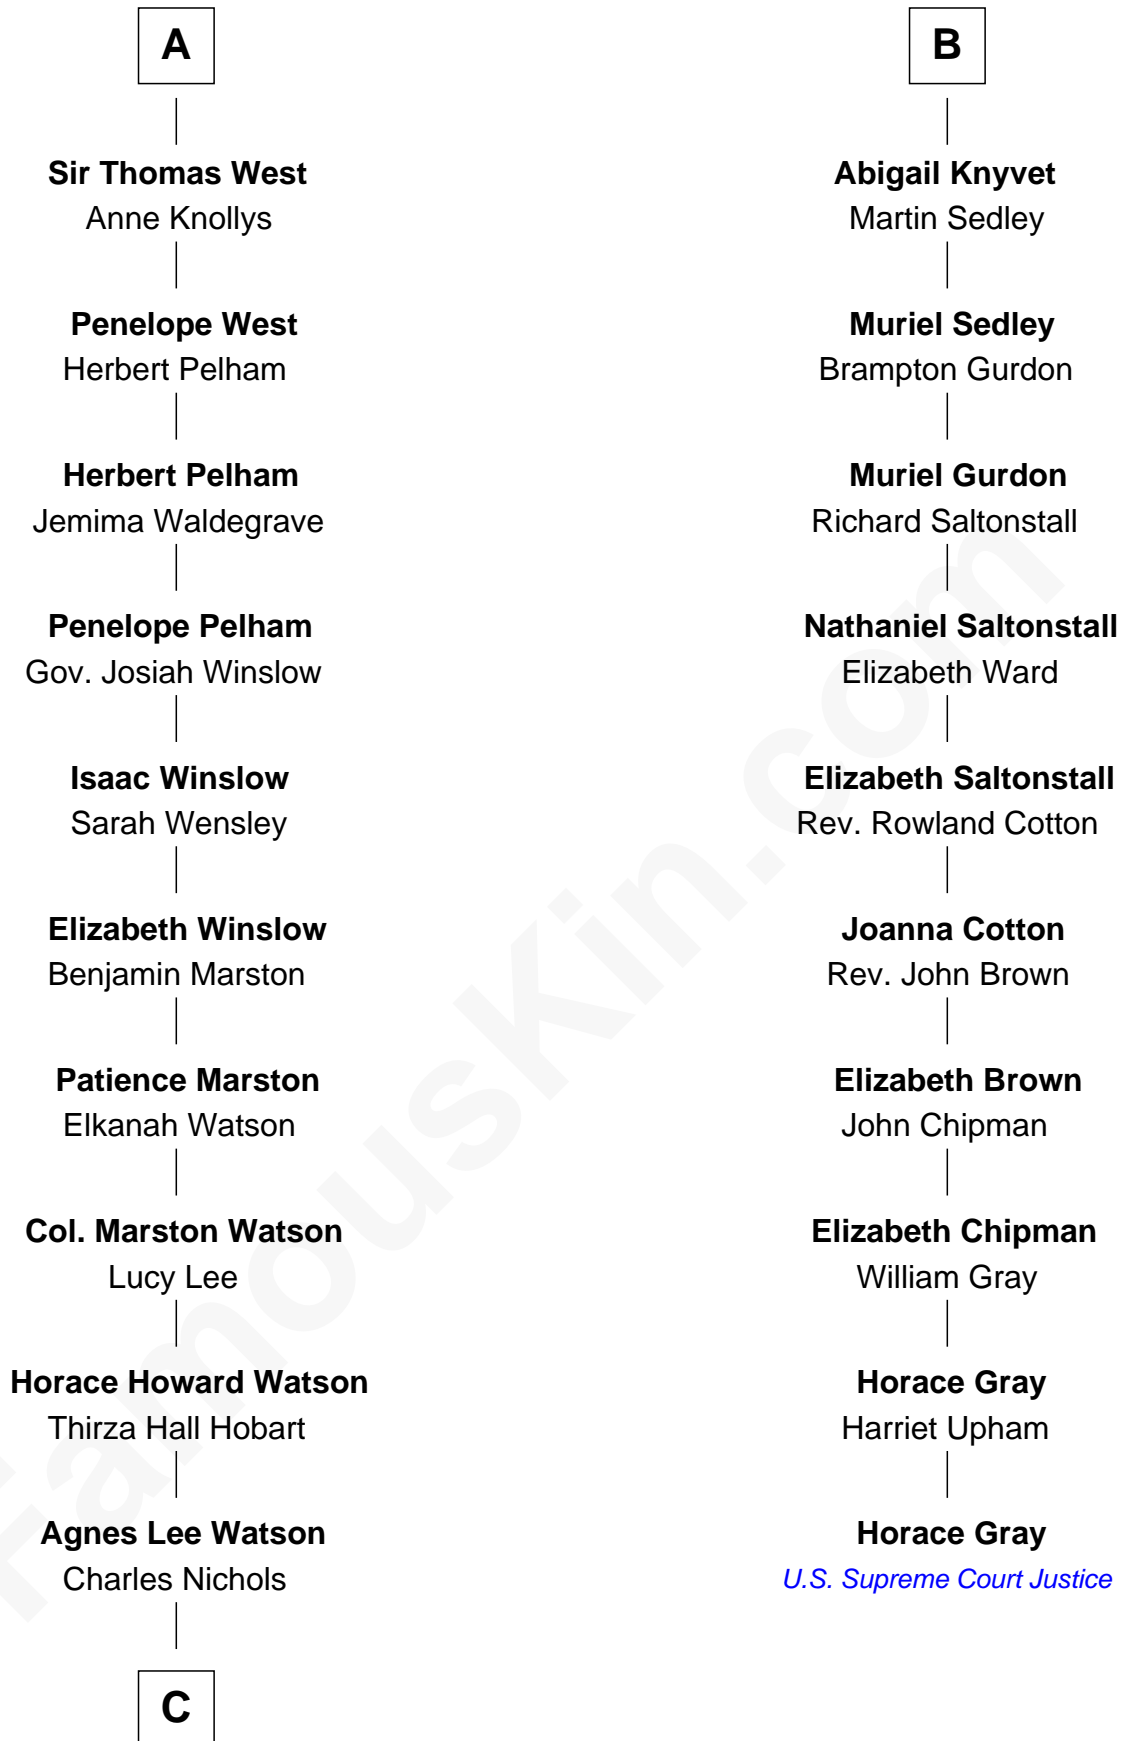 A
Sir Thomas West
Anne Knollys
Penelope West
Herbert Pelham
Herbert Pelham
Jemima Waldegrave
Penelope Pelham
Gov. Josiah Winslow
Isaac Winslow
Sarah Wensley
Elizabeth Winslow
Benjamin Marston
Patience Marston
Elkanah Watson
Col. Marston Watson
Lucy Lee
Horace Howard Watson
Thirza Hall Hobart
Agnes Lee Watson
Charles Nichols
C
B
Abigail Knyvet
Martin Sedley
Muriel Sedley
Brampton Gurdon
Muriel Gurdon
Richard Saltonstall
Nathaniel Saltonstall
Elizabeth Ward
Elizabeth Saltonstall
Rev. Rowland Cotton
Joanna Cotton
Rev. John Brown
Elizabeth Brown
John Chipman
Elizabeth Chipman
William Gray
Horace Gray
Harriet Upham
Horace Gray
U.S. Supreme Court Justice
FamousKin.com